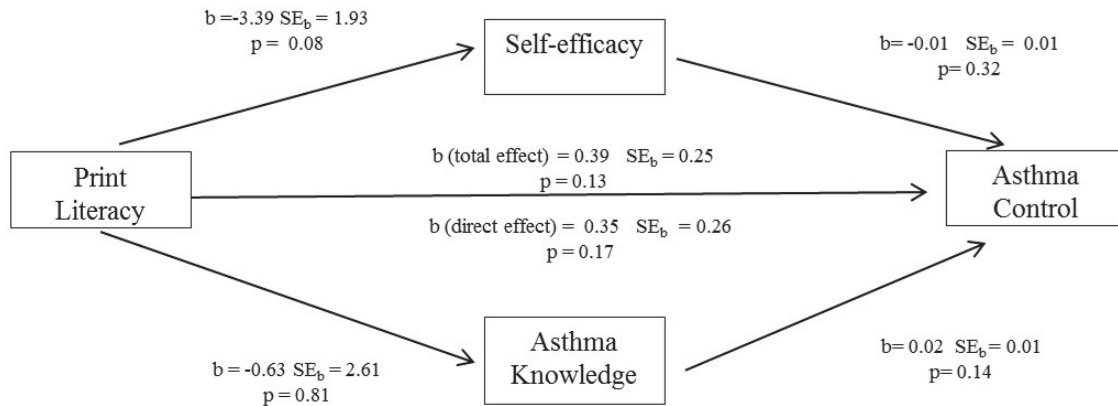 b =-3.39 SEb = 1.93
p = 0.08
Self-efficacy
b= -0.01 SEb = 0.01
p= 0.32
Print
Literacy
b (total effect) = 0.39 SEb = 0.25
p = 0.13
b (direct effect) = 0.35 SEb = 0.26
p = 0.17
Asthma
Control
b = -0.63 SEb = 2.61
p = 0.81
Asthma
Knowledge
b= 0.02 SEb = 0.01
p= 0.14